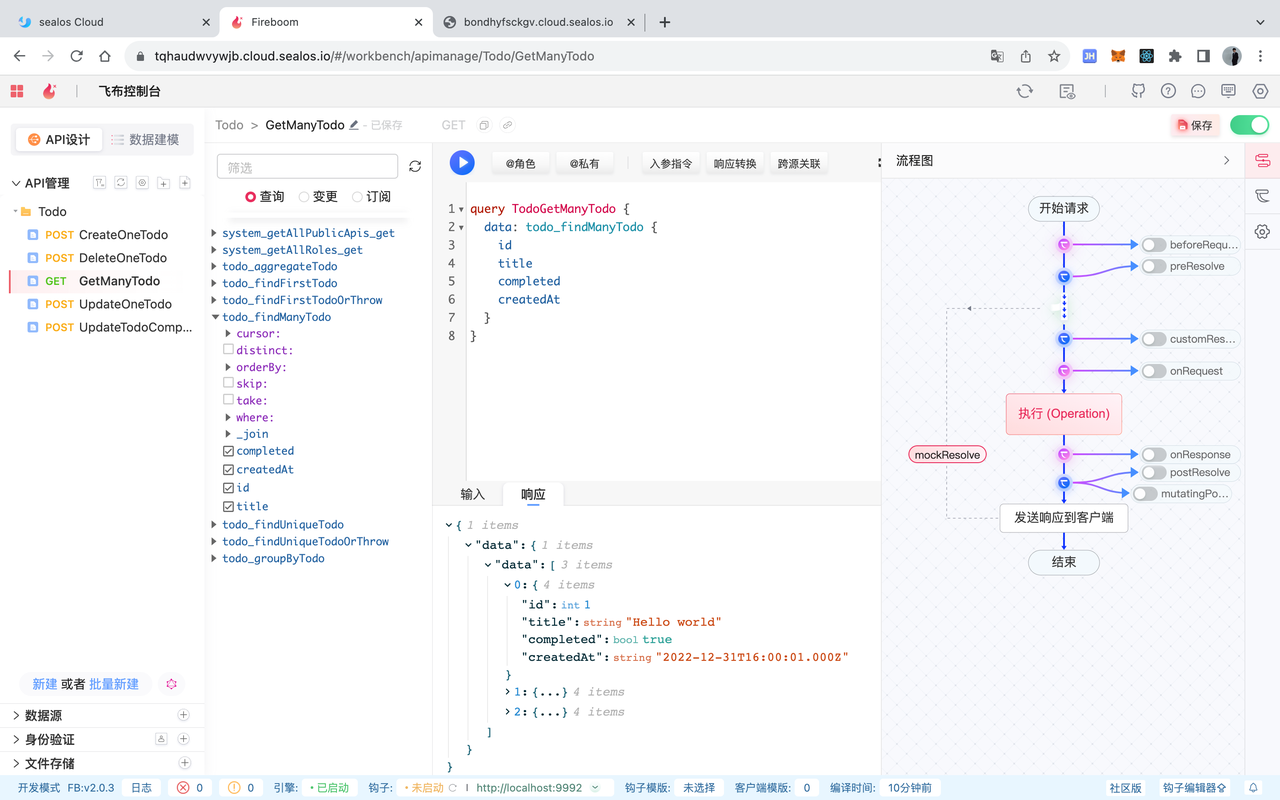 sealos Cloud
Fireboom
bondhyfsckgv.cloud.sealos.io
tqhaudwvywjb.cloud.sealos.io/#/workbench/apimanage/Todo/GetManyTodo
JH
飞布控制台
API设计
数据建模
API管理
Todo
POST CreateOneTodo
POST DeleteOneTodo
GET GetManyTodo
POST UpdateOneTodo
POST UpdateTodoComp...
新建 或者 批量新建
数据源
身份验证
文件存储
Todo > GetManyTodo - 已保存 GET
保存
筛选
查询 变更 订阅
system_getAllPublicApis_get
system_getAllRoles_get
todo_aggregateTodo
todo_findFirstTodo
todo_findFirstTodoOrThrow
todo_findManyTodo
cursor:
distinct:
orderBy:
skip:
take:
where:
_join
completed
createdAt
id
title
todo_findUniqueTodo
todo_findUniqueTodoOrThrow
todo_groupByTodo
@角色 @私有 入参指令 响应转换 跨源关联
1 query TodoGetManyTodo {
2 data: todo_findManyTodo {
3 id
4 title
5 completed
6 createdAt
7 }
8 }
输入 响应
{ 1 items
"data": { 1 items
"data": [ 3 items
0: { 4 items
"id": int 1
"title": string "Hello world"
"completed": bool true
"createdAt": string "2022-12-31T16:00:01.000Z"
}
1: {...} 4 items
2: {...} 4 items
]
}
}
流程图
开始请求
beforeRequ...
preResolve
customRes...
onRequest
执行 (Operation)
mockResolve
onResponse
postResolve
mutatingPo...
发送响应到客户端
结束
开发模式 FB:v2.0.3 日志 0 0 引擎: 已启动 钩子: 未启动 http://localhost:9992 钩子模版: 未选择 客户端模版: 0 编译时间: 10分钟前 社区版 钩子编辑器